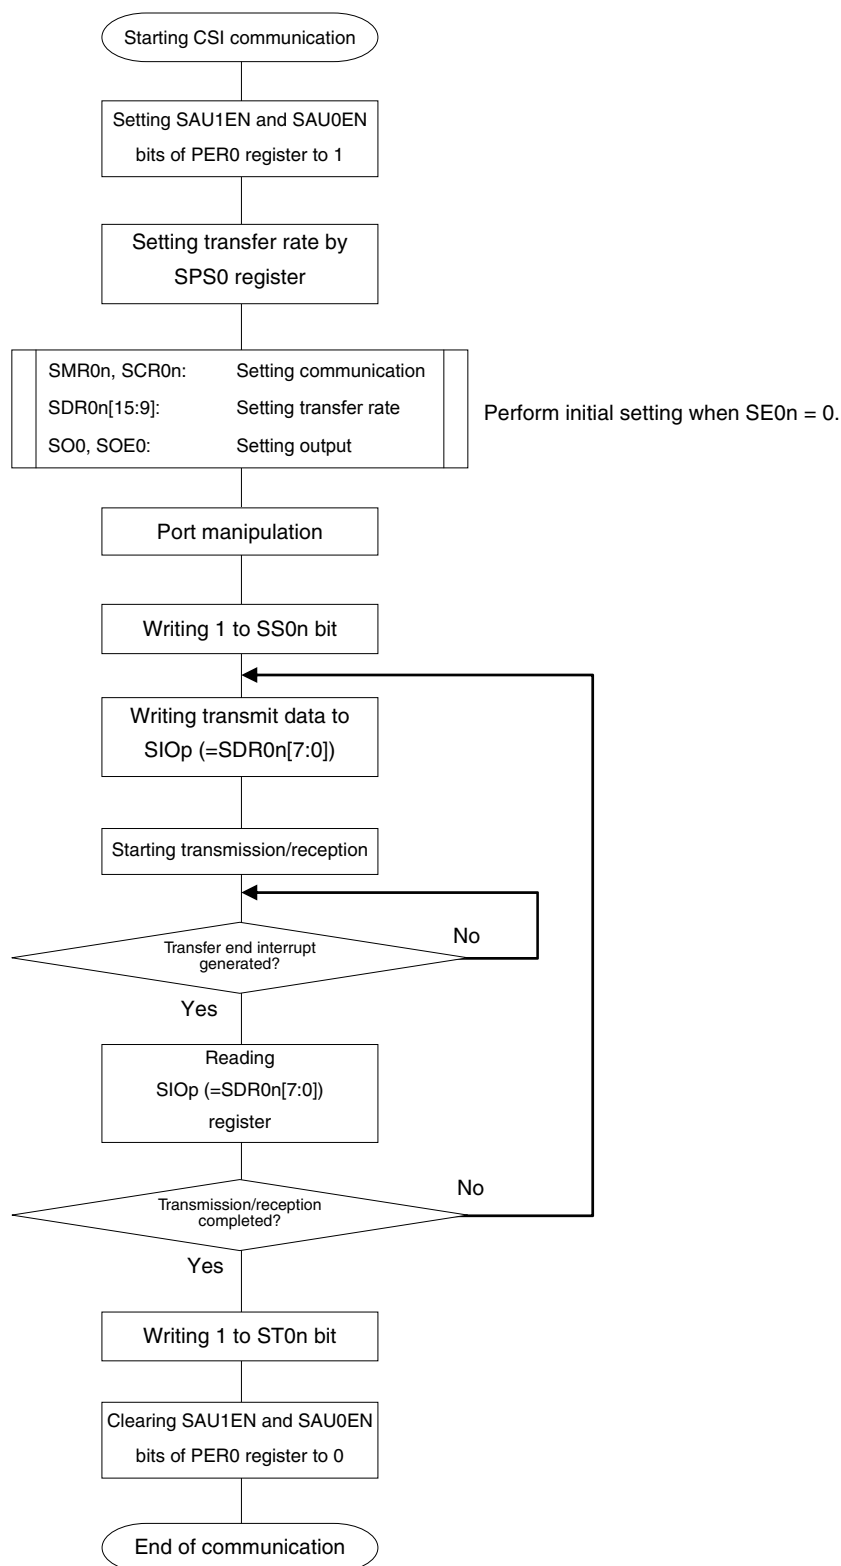 Starting CSI communication
Setting SAU1EN and SAU0EN
bits of PER0 register to 1
Setting transfer rate by
SPS0 register
SMR0n, SCR0n: Setting communication
SDR0n[15:9]: Setting transfer rate
SO0, SOE0: Setting output
Perform initial setting when SE0n = 0.
Port manipulation
Writing 1 to SS0n bit
Writing transmit data to
SIOp (=SDR0n[7:0])
Starting transmission/reception
Transfer end interrupt
generated?
No
Yes
Reading
SIOp (=SDR0n[7:0])
register
Transmission/reception
completed?
No
Yes
Writing 1 to ST0n bit
Clearing SAU1EN and SAU0EN
bits of PER0 register to 0
End of communication